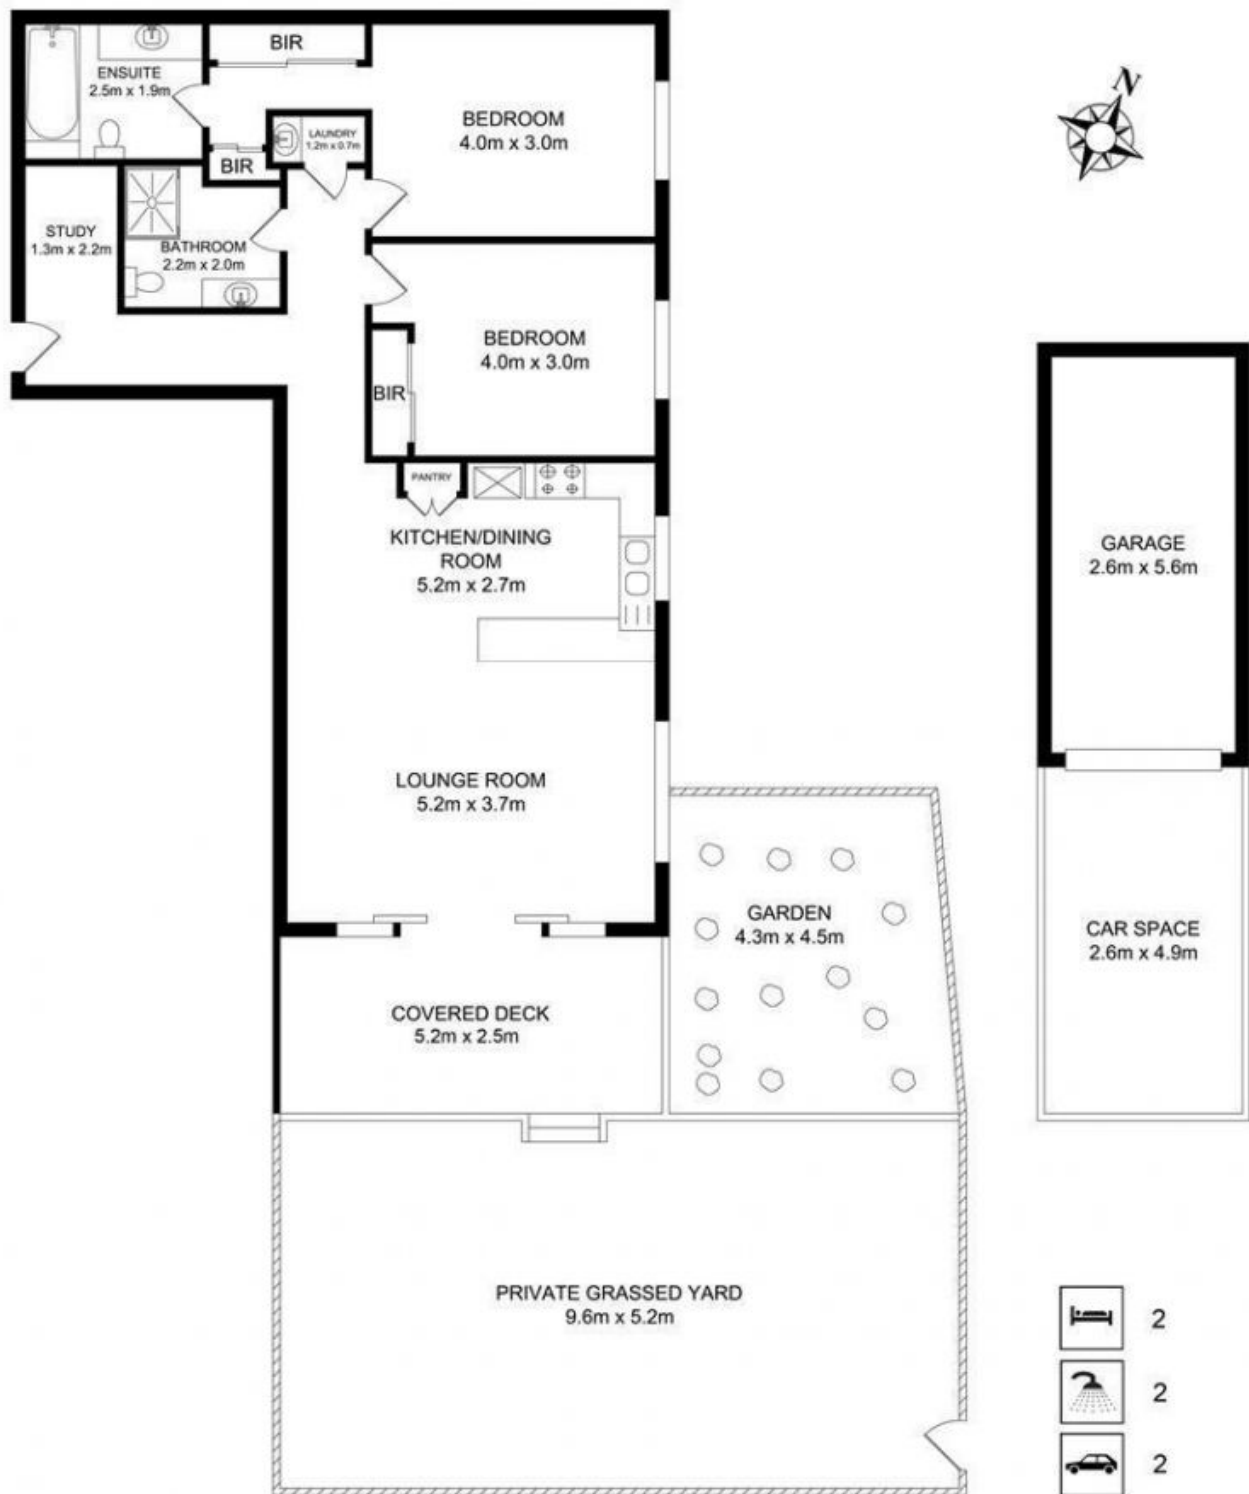 BIR
ENSUITE
2.5m x 1.9m
BEDROOM
4.0m x 3.0m
LAUNDRY
1.2m x 0.7m
BIR
N
STUDY
1.3m x 2.2m
BATHROOM
2.2m x 2.0m
BEDROOM
4.0m x 3.0m
BIR
PANTRY
KITCHEN/DINING
ROOM
5.2m x 2.7m
GARAGE
2.6m x 5.6m
LOUNGE ROOM
5.2m x 3.7m
GARDEN
4.3m x 4.5m
CAR SPACE
2.6m x 4.9m
COVERED DECK
5.2m x 2.5m
PRIVATE GRASSED YARD
9.6m x 5.2m
2
2
2